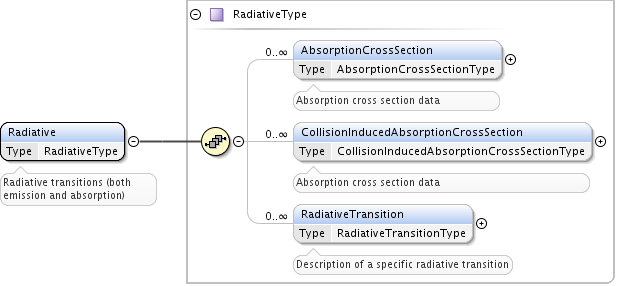 RadiativeType
0..∞
AbsorptionCrossSection
Type AbsorptionCrossSectionType
Absorption cross section data
Radiative
Type RadiativeType
Radiative transitions (both
emission and absorption)
0..∞
CollisionInducedAbsorptionCrossSection
Type CollisionInducedAbsorptionCrossSectionType
Absorption cross section data
0..∞
RadiativeTransition
Type RadiativeTransitionType
Description of a specific radiative transition